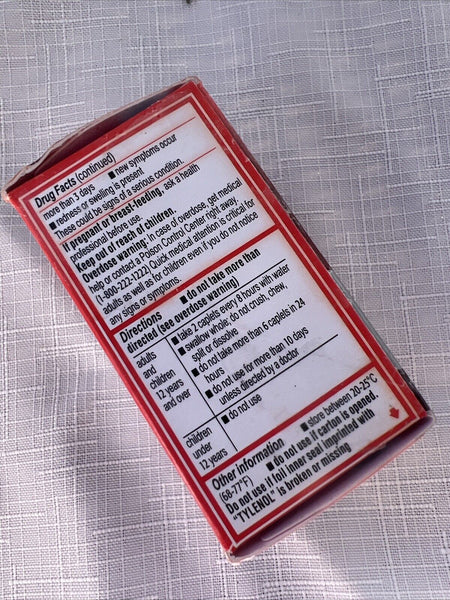 Drug Facts (continued)
more than 3 days ■ new symptoms occur
■ redness or swelling is present
These could be signs of a serious condition.
If pregnant or breast-feeding, ask a health
professional before use.
Keep out of reach of children.
Overdose warning: In case of overdose, get medical
help or contact a Poison Control Center right away.
(1-800-222-1222) Quick medical attention is critical for
adults as well as for children even if you do not notice
any signs or symptoms.
Directions ■ do not take more than
directed (see overdose warning)
adults
and
children
12 years
and over
■ take 2 caplets every 8 hours with water
■ swallow whole; do not crush, chew,
split or dissolve
■ do not take more than 6 caplets in 24
hours
■ do not use for more than 10 days
unless directed by a doctor
children
under
12 years
■ do not use
Other information ■ store between 20-25°C
(68-77°F) ■ do not use if carton is opened.
Do not use if foil inner seal imprinted with
"TYLENOL" is broken or missing